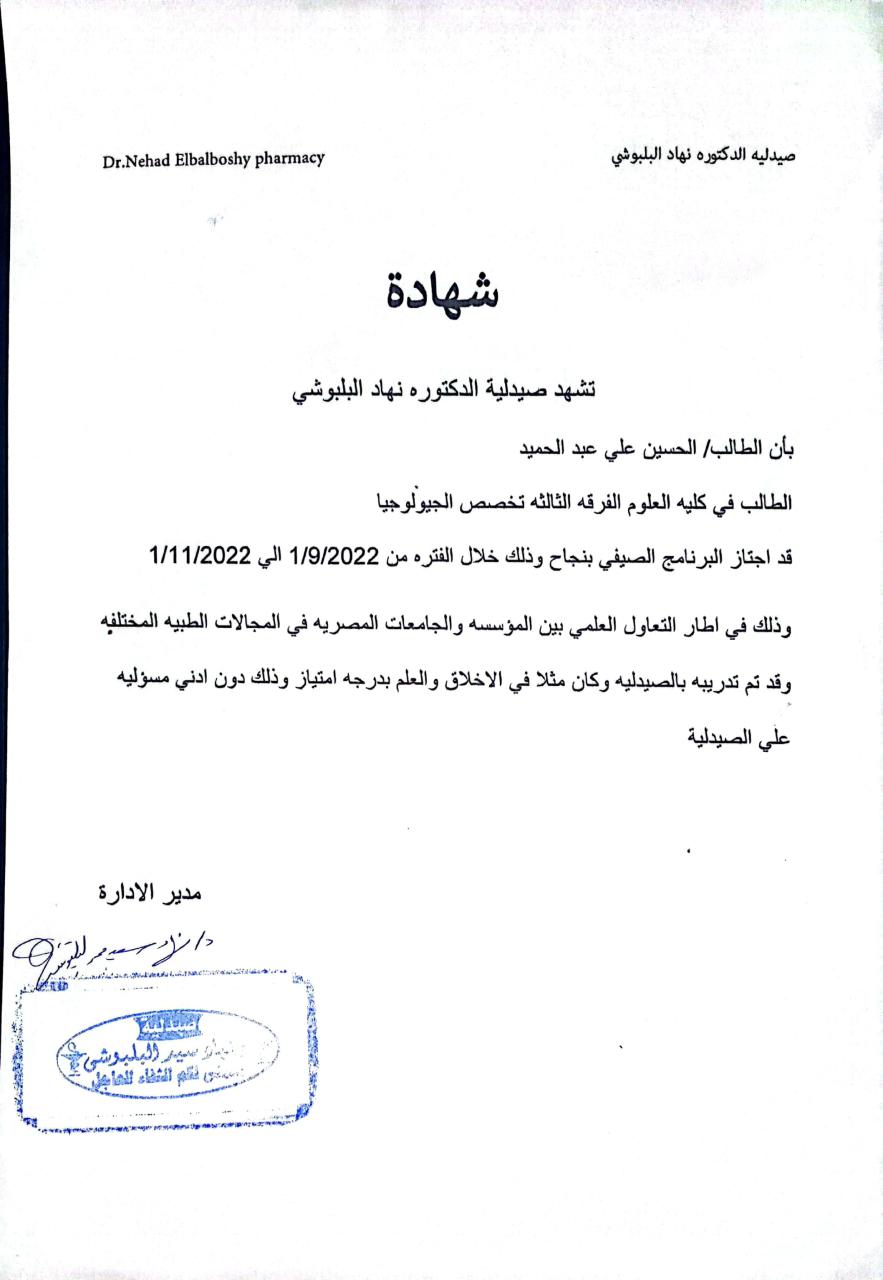 Dr.Nehad Elbalboshy pharmacy
صيدليه الدكتوره نهاد البلبوشي
شهادة
تشهد صيدلية الدكتوره نهاد البلبوشي
بأن الطالب/ الحسين علي عبد الحميد
الطالب في كليه العلوم الفرقه الثالثه تخصص الجيولوجيا
قد اجتاز البرنامج الصيفي بنجاح وذلك خلال الفتره من 1/9/2022 الي 1/11/2022
وذلك في اطار التعاول العلمي بين المؤسسه والجامعات المصريه في المجالات الطبيه المختلفه
وقد تم تدريبه بالصيدليه وكان مثلا في الاخلاق والعلم بدرجه امتياز وذلك دون ادني مسؤليه
علي الصيدلية
مدير الادارة
د/ نهاد سعيد
سيد البلبوشي
لكم الشفاء العاجل